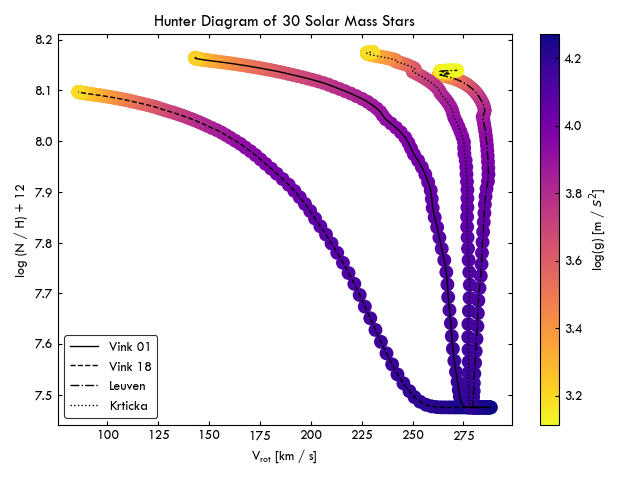 Hunter Diagram of 30 Solar Mass Stars
8.2
8.1
8.0
7.9
7.8
7.7
7.6
7.5
log (N / H) + 12
Vink 01
Vink 18
Leuven
Krticka
100
125
150
175
200
225
250
275
V_rot [km / s]
4.2
4.0
3.8
3.6
3.4
3.2
log(g) [m / s²]